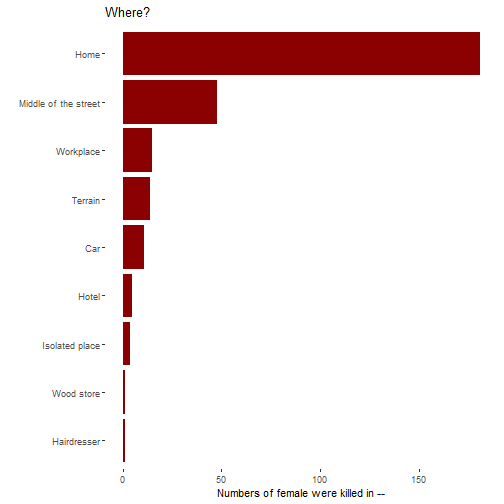 Where?
Home
Middle of the street
Workplace
Terrain
Car
Hotel
Isolated place
Wood store
Hairdresser
0 50 100 150
Numbers of female were killed in --